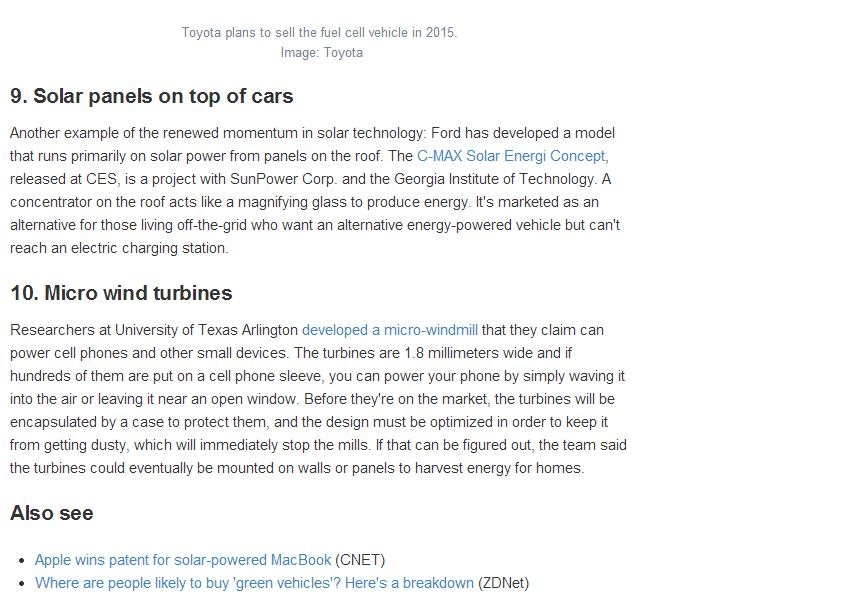 Toyota plans to sell the fuel cell vehicle in 2015.
Image: Toyota
9. Solar panels on top of cars
Another example of the renewed momentum in solar technology: Ford has developed a model
that runs primarily on solar power from panels on the roof. The C-MAX Solar Energi Concept,
released at CES, is a project with SunPower Corp. and the Georgia Institute of Technology. A
concentrator on the roof acts like a magnifying glass to produce energy. It's marketed as an
alternative for those living off-the-grid who want an alternative energy-powered vehicle but can't
reach an electric charging station.
10. Micro wind turbines
Researchers at University of Texas Arlington developed a micro-windmill that they claim can
power cell phones and other small devices. The turbines are 1.8 millimeters wide and if
hundreds of them are put on a cell phone sleeve, you can power your phone by simply waving it
into the air or leaving it near an open window. Before they're on the market, the turbines will be
encapsulated by a case to protect them, and the design must be optimized in order to keep it
from getting dusty, which will immediately stop the mills. If that can be figured out, the team said
the turbines could eventually be mounted on walls or panels to harvest energy for homes.
Also see
• Apple wins patent for solar-powered MacBook (CNET)
• Where are people likely to buy 'green vehicles'? Here's a breakdown (ZDNet)